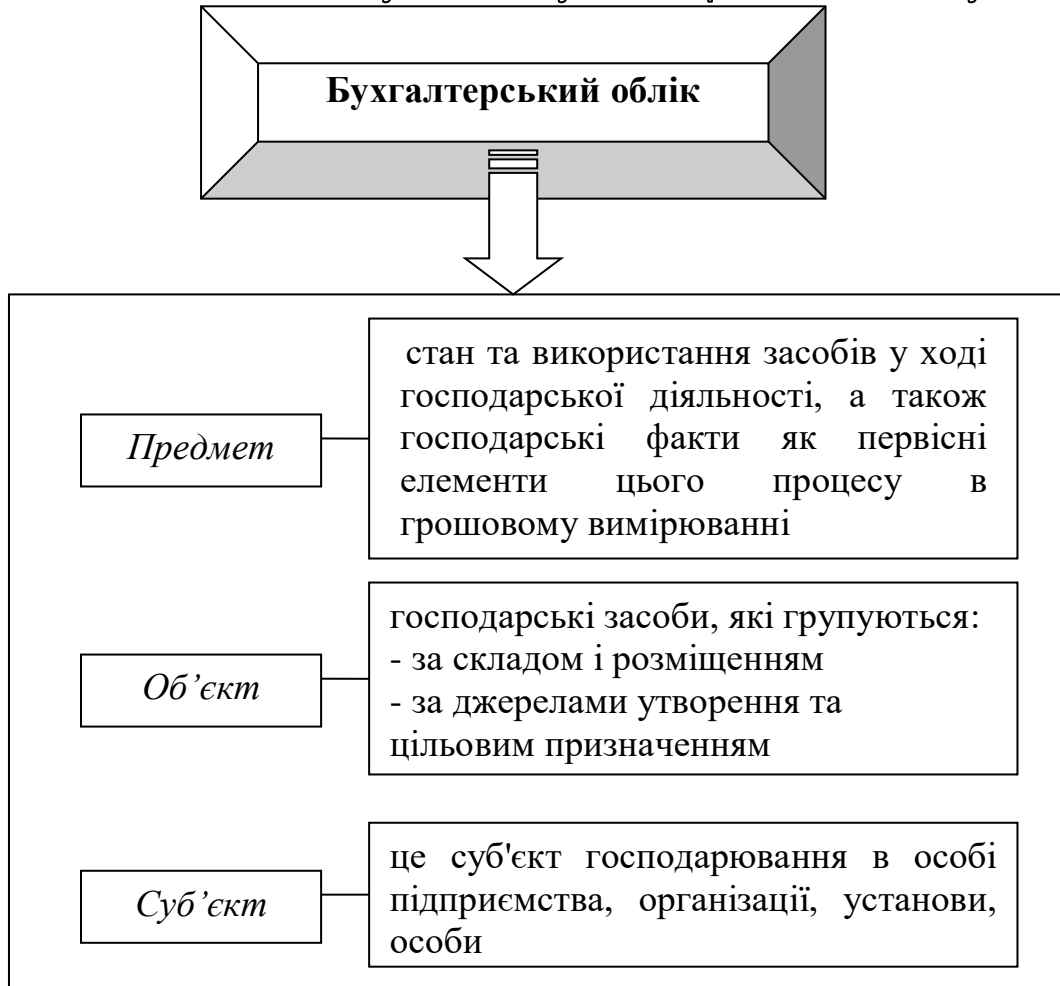 Бухгалтерський облік
стан та використання засобів у ході
господарської діяльності, а також
господарські факти як первісні
елементи цього процесу в
грошовому вимірюванні
Предмет
господарські засоби, які групуються:
- за складом і розміщенням
- за джерелами утворення та
цільовим призначенням
Об’єкт
це суб'єкт господарювання в особі
підприємства, організації, установи,
особи
Суб’єкт